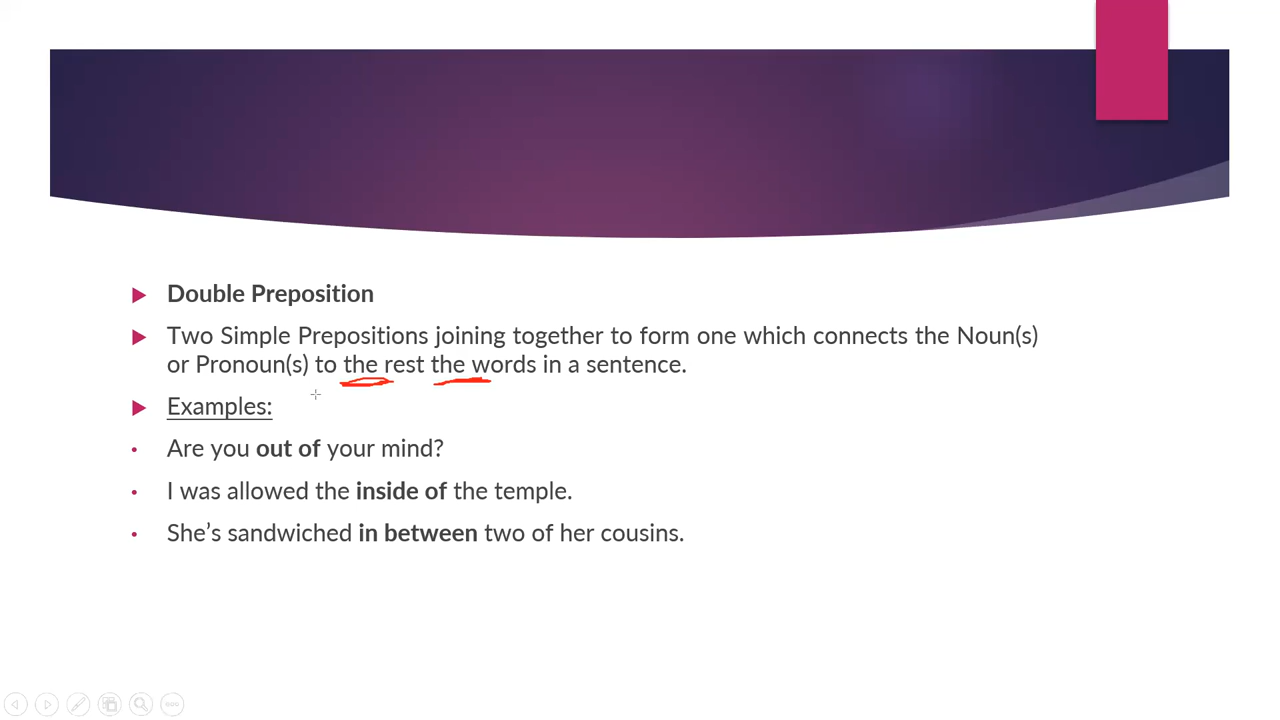 Double Preposition
Two Simple Prepositions joining together to form one which connects the Noun(s)
or Pronoun(s) to the rest the words in a sentence.
Examples:
Are you out of your mind?
I was allowed the inside of the temple.
She’s sandwiched in between two of her cousins.